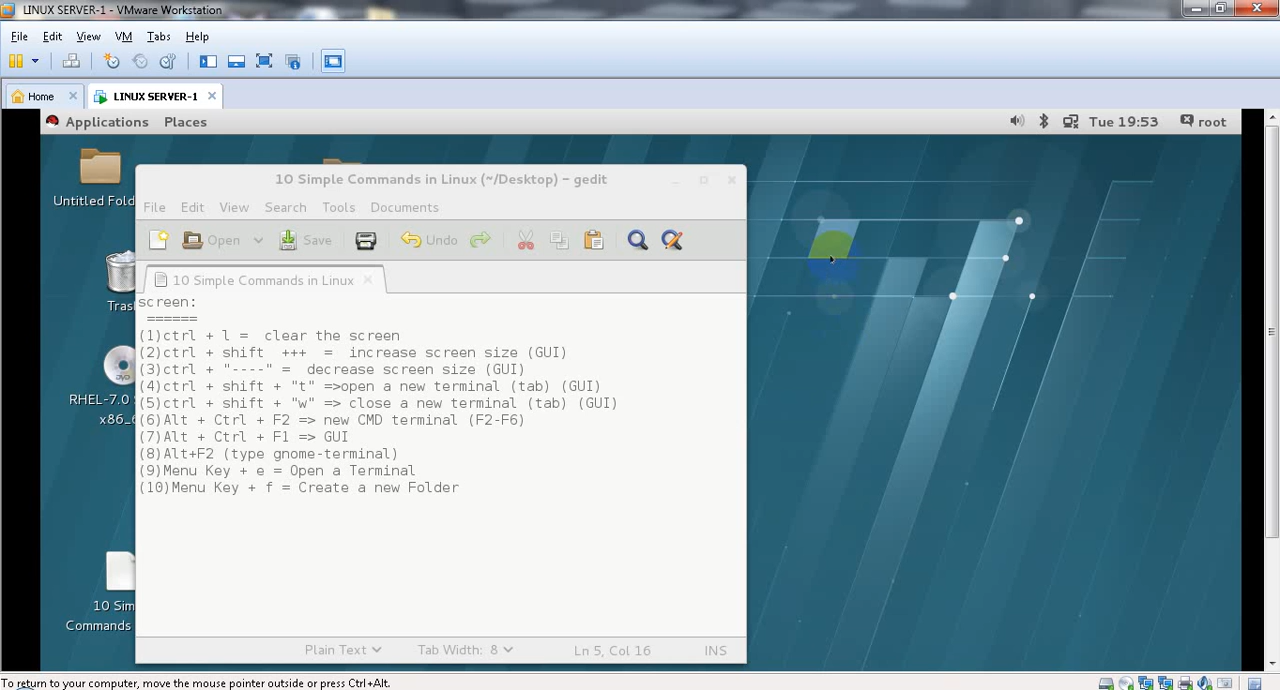 LINUX SERVER-1 - VMware Workstation
File Edit View VM Tabs Help
Home LINUX SERVER-1
Applications Places Tue 19:53 root
Untitled Fold
10 Simple Commands in Linux (~/Desktop) - gedit
File Edit View Search Tools Documents
Open Save Undo
10 Simple Commands in Linux
screen:
======
(1)ctrl + l =  clear the screen
(2)ctrl + shift  +++  =  increase screen size (GUI)
(3)ctrl + "----" =  decrease screen size (GUI)
(4)ctrl + shift + "t" =>open a new terminal (tab) (GUI)
(5)ctrl + shift + "w" => close a new terminal (tab) (GUI)
(6)Alt + Ctrl + F2 => new CMD terminal (F2-F6)
(7)Alt + Ctrl + F1 => GUI
(8)Alt+F2 (type gnome-terminal)
(9)Menu Key + e = Open a Terminal
(10)Menu Key + f = Create a new Folder
Tras
DVD
RHEL-7.0
x86_6
10 Sim
Commands
Plain Text Tab Width: 8 Ln 5, Col 16 INS
To return to your computer, move the mouse pointer outside or press Ctrl+Alt.